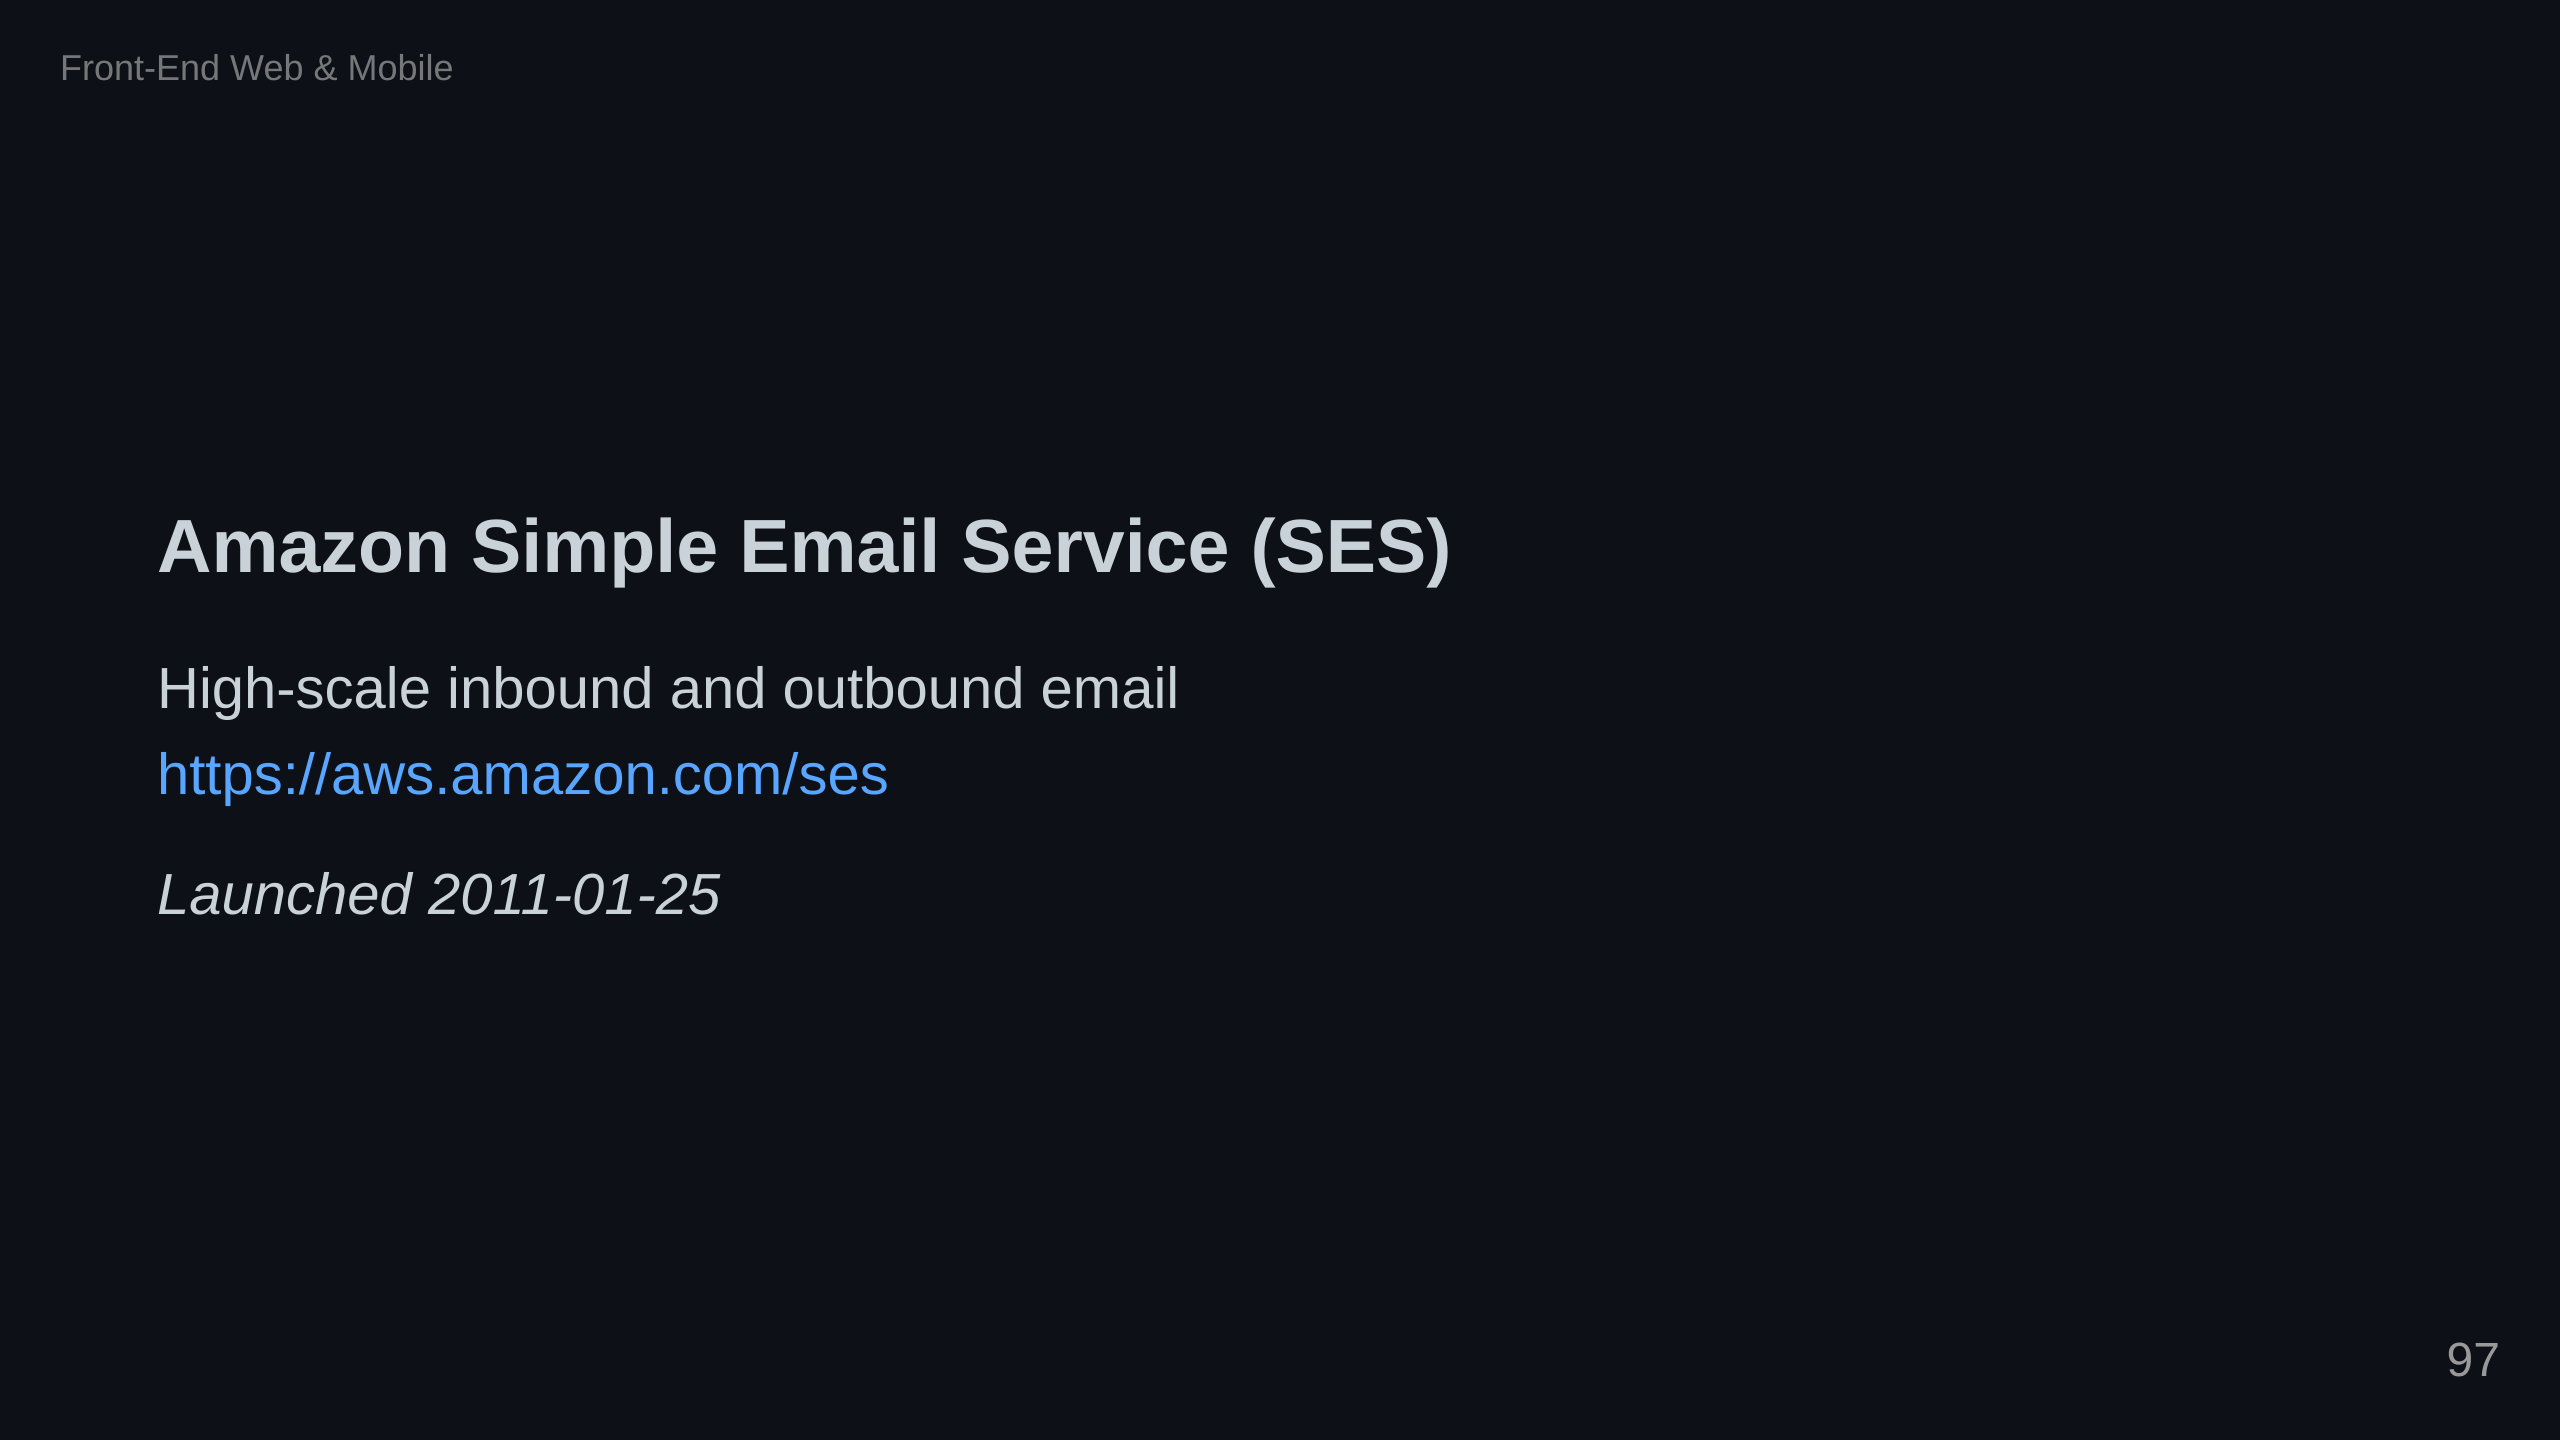 Front-End Web & Mobile
Amazon Simple Email Service (SES)
High-scale inbound and outbound email
https://aws.amazon.com/ses
Launched 2011-01-25
97